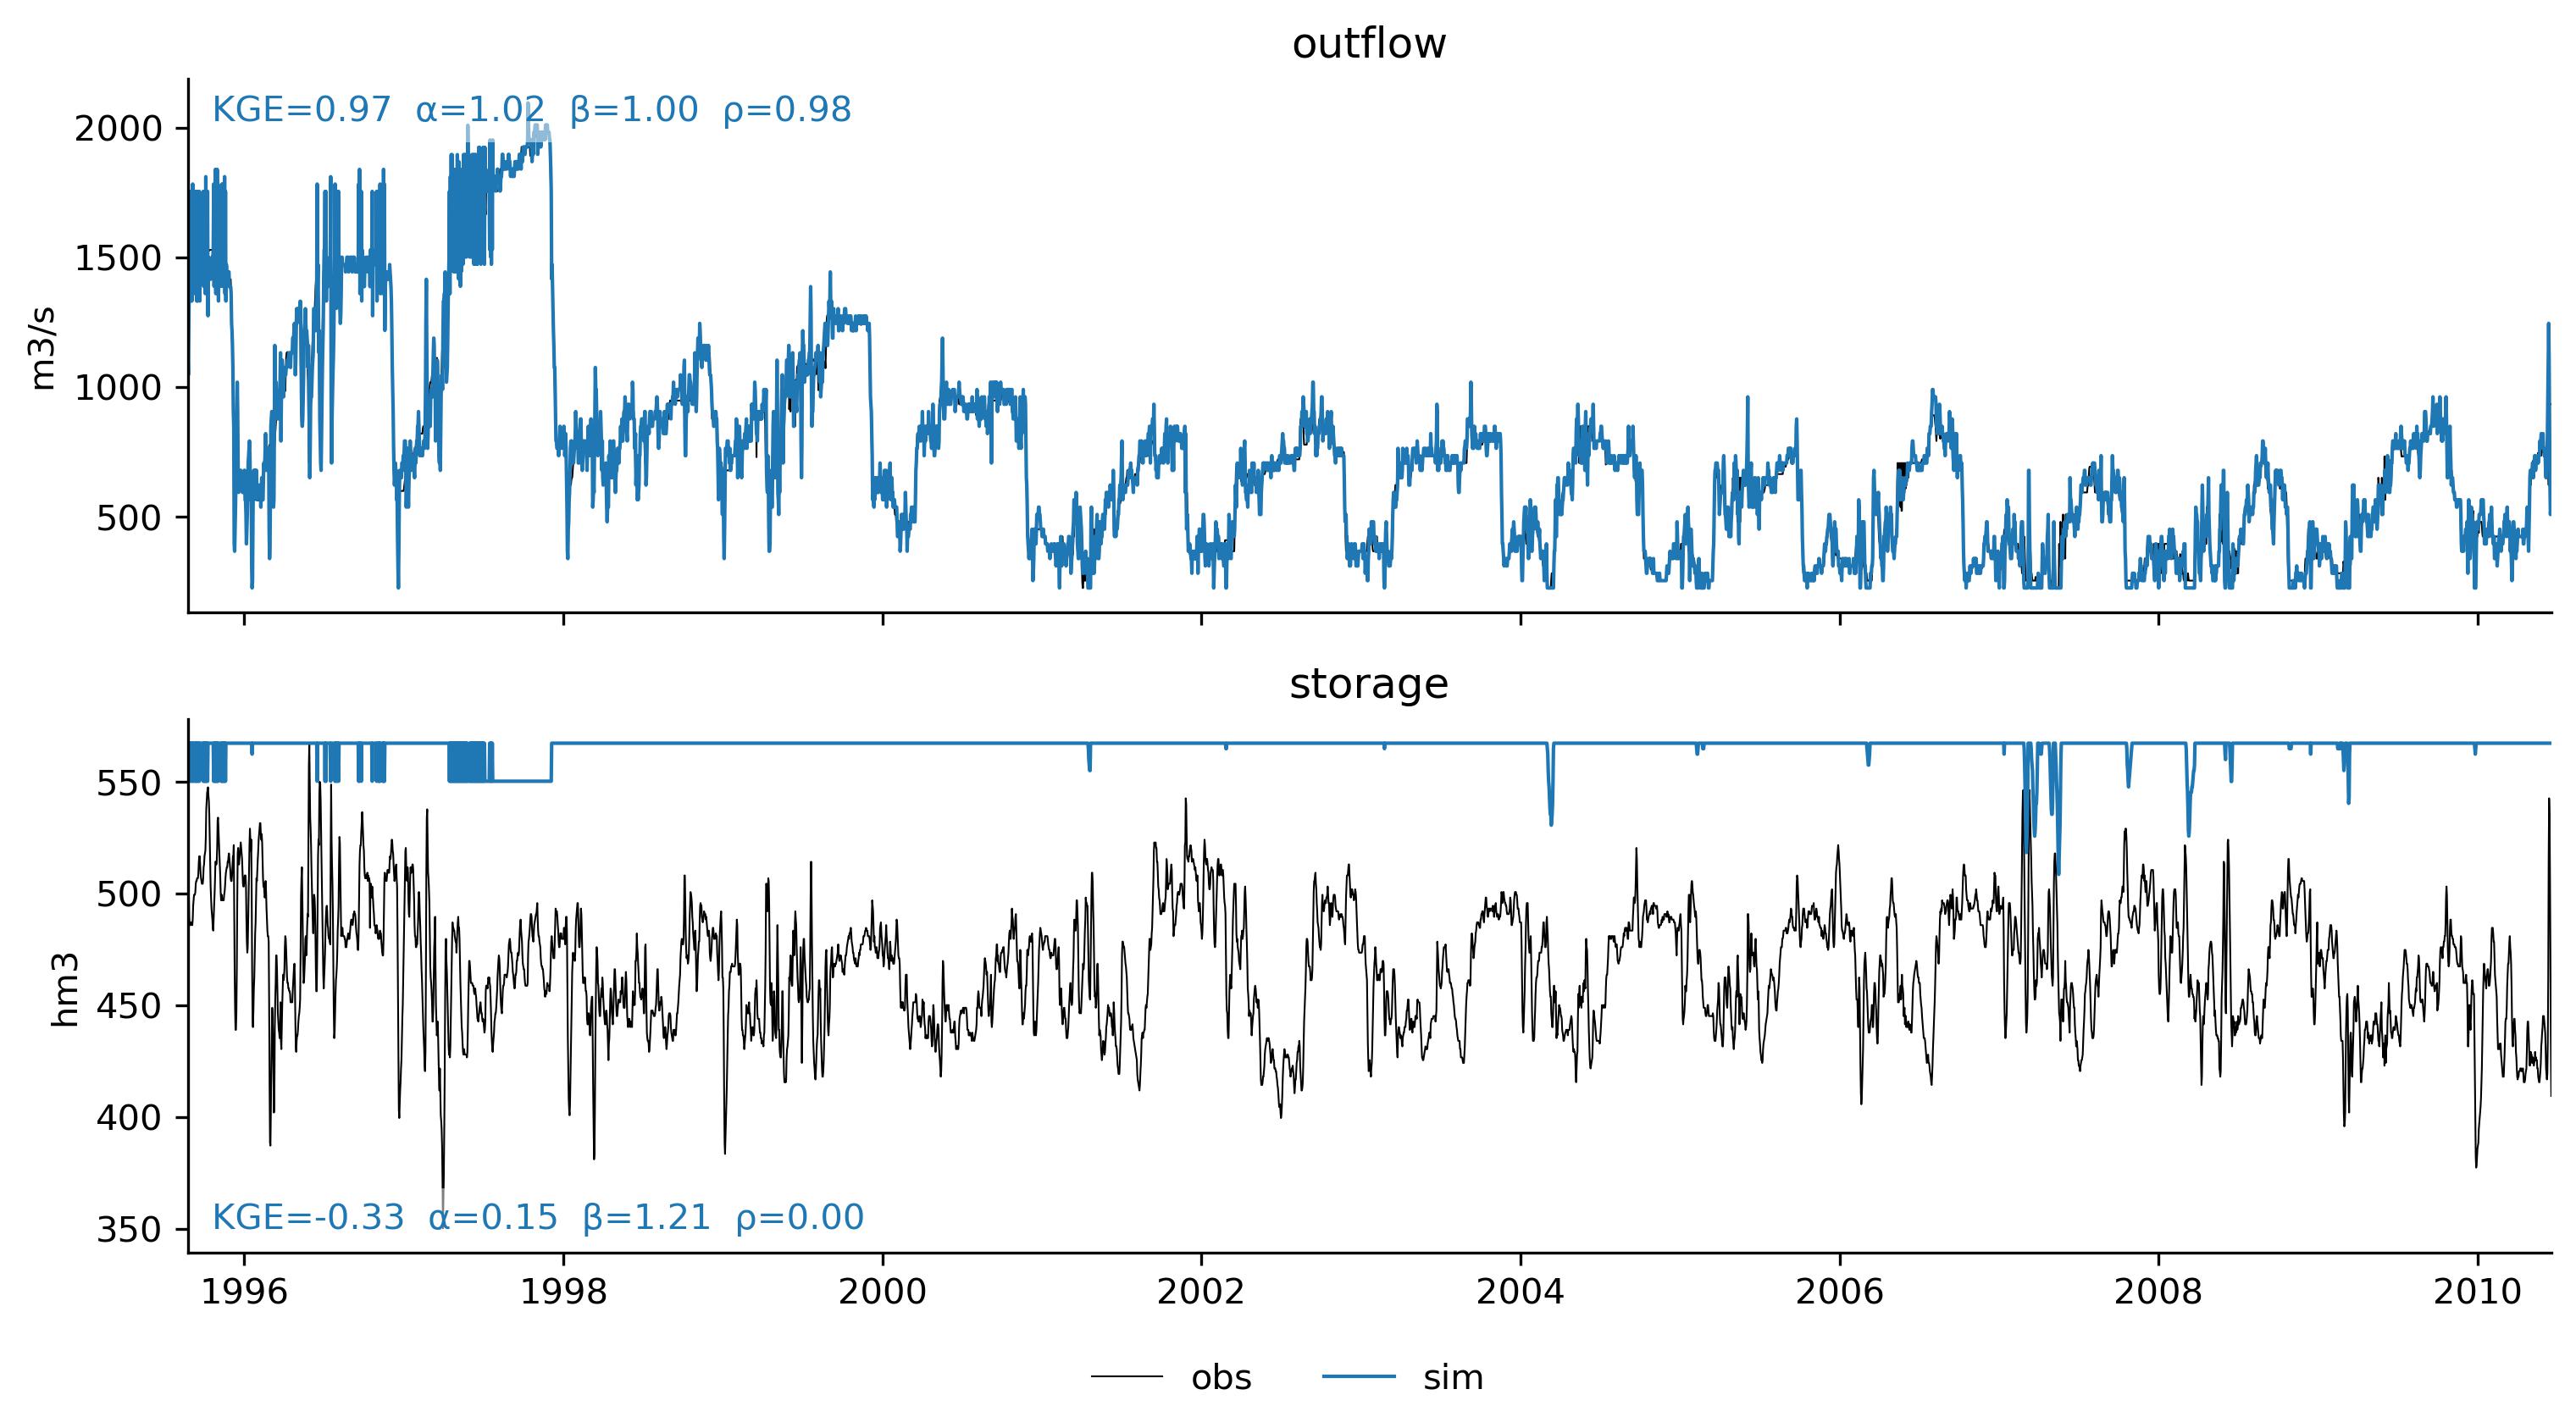 outflow
KGE=0.97 α=1.02 β=1.00 ρ=0.98
2000
1500
1000
500
m3/s
storage
550
500
450
400
350
hm3
KGE=-0.33 α=0.15 β=1.21 ρ=0.00
1996 1998 2000 2002 2004 2006 2008 2010
obs sim